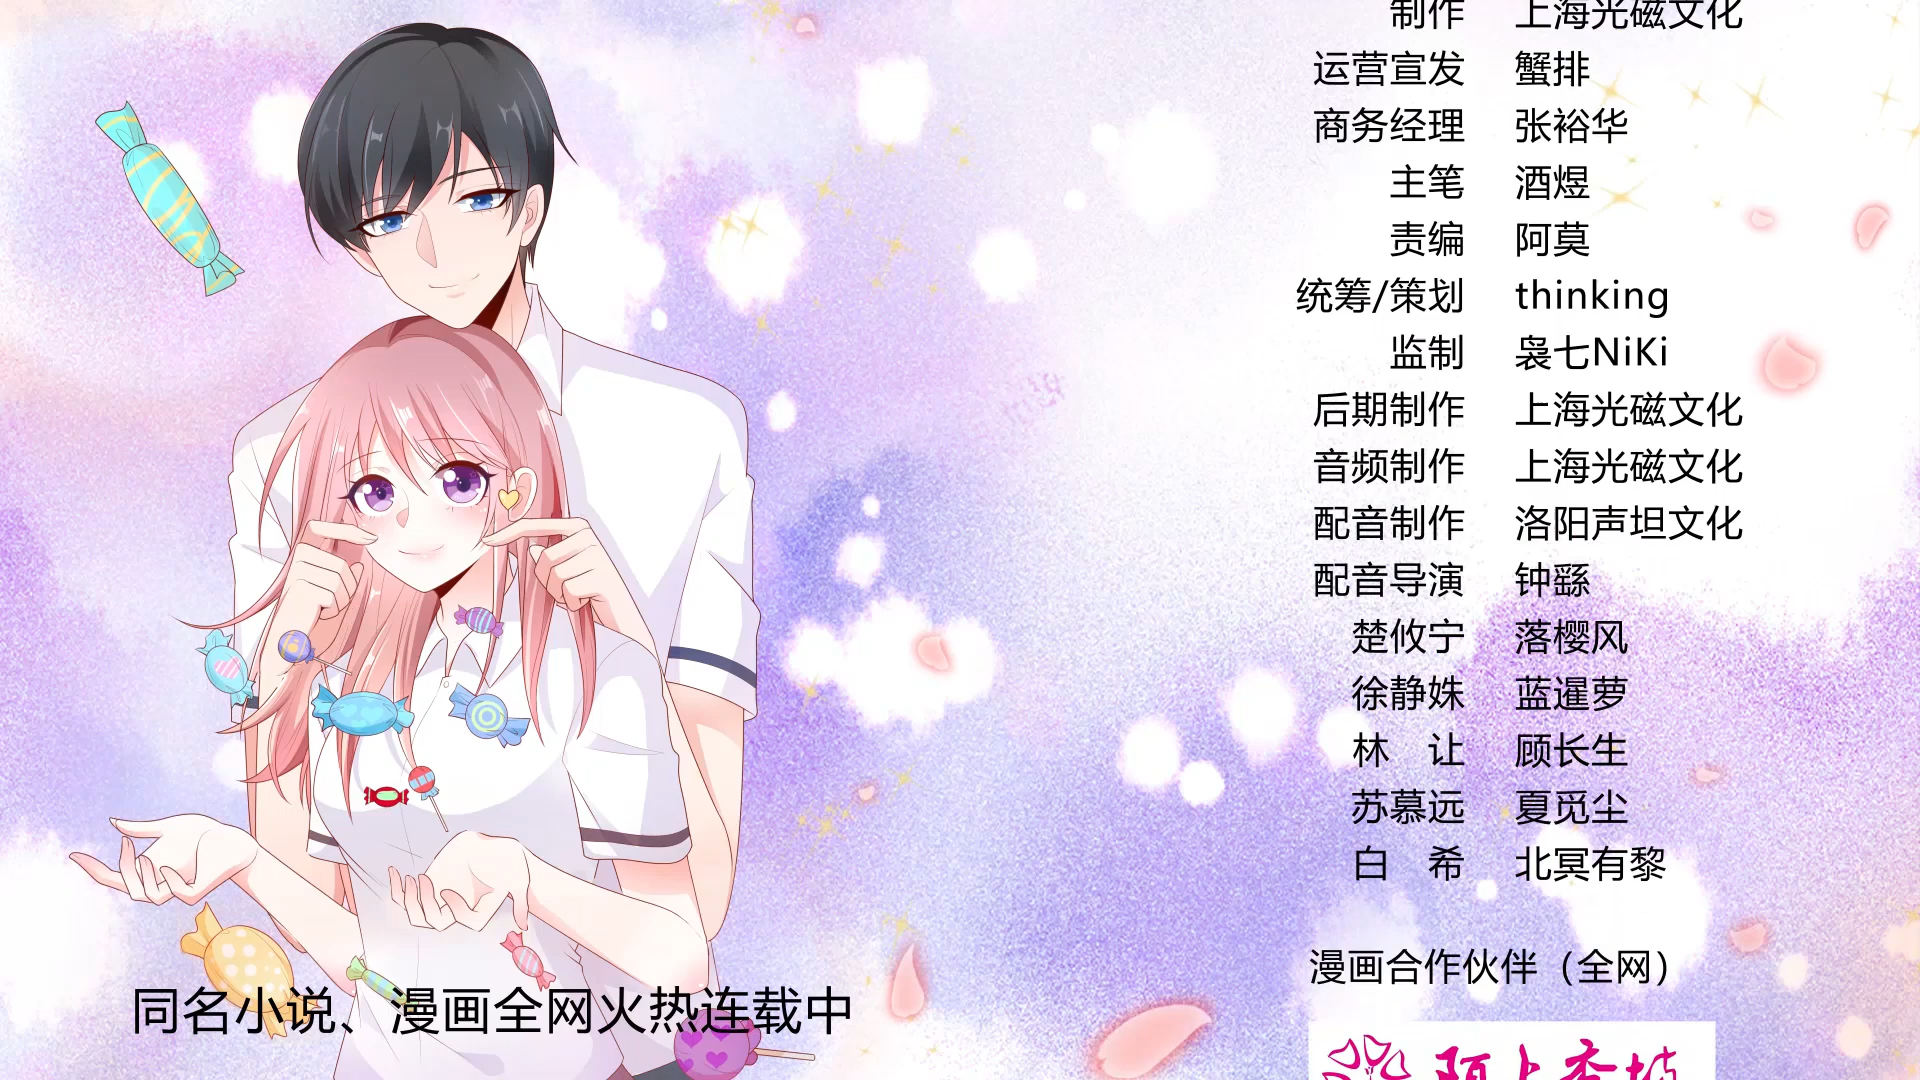 制作 上海光磁文化
运营宣发 蟹排
商务经理 张裕华
主笔 酒煜
责编 阿莫
统筹/策划 thinking
监制 袅七NiKi
后期制作 上海光磁文化
音频制作 上海光磁文化
配音制作 洛阳声坦文化
配音导演 钟繇
楚攸宁 落樱风
徐静姝 蓝暹萝
林 让 顾长生
苏慕远 夏觅尘
白 希 北冥有黎
漫画合作伙伴（全网）
同名小说、漫画全网火热连载中